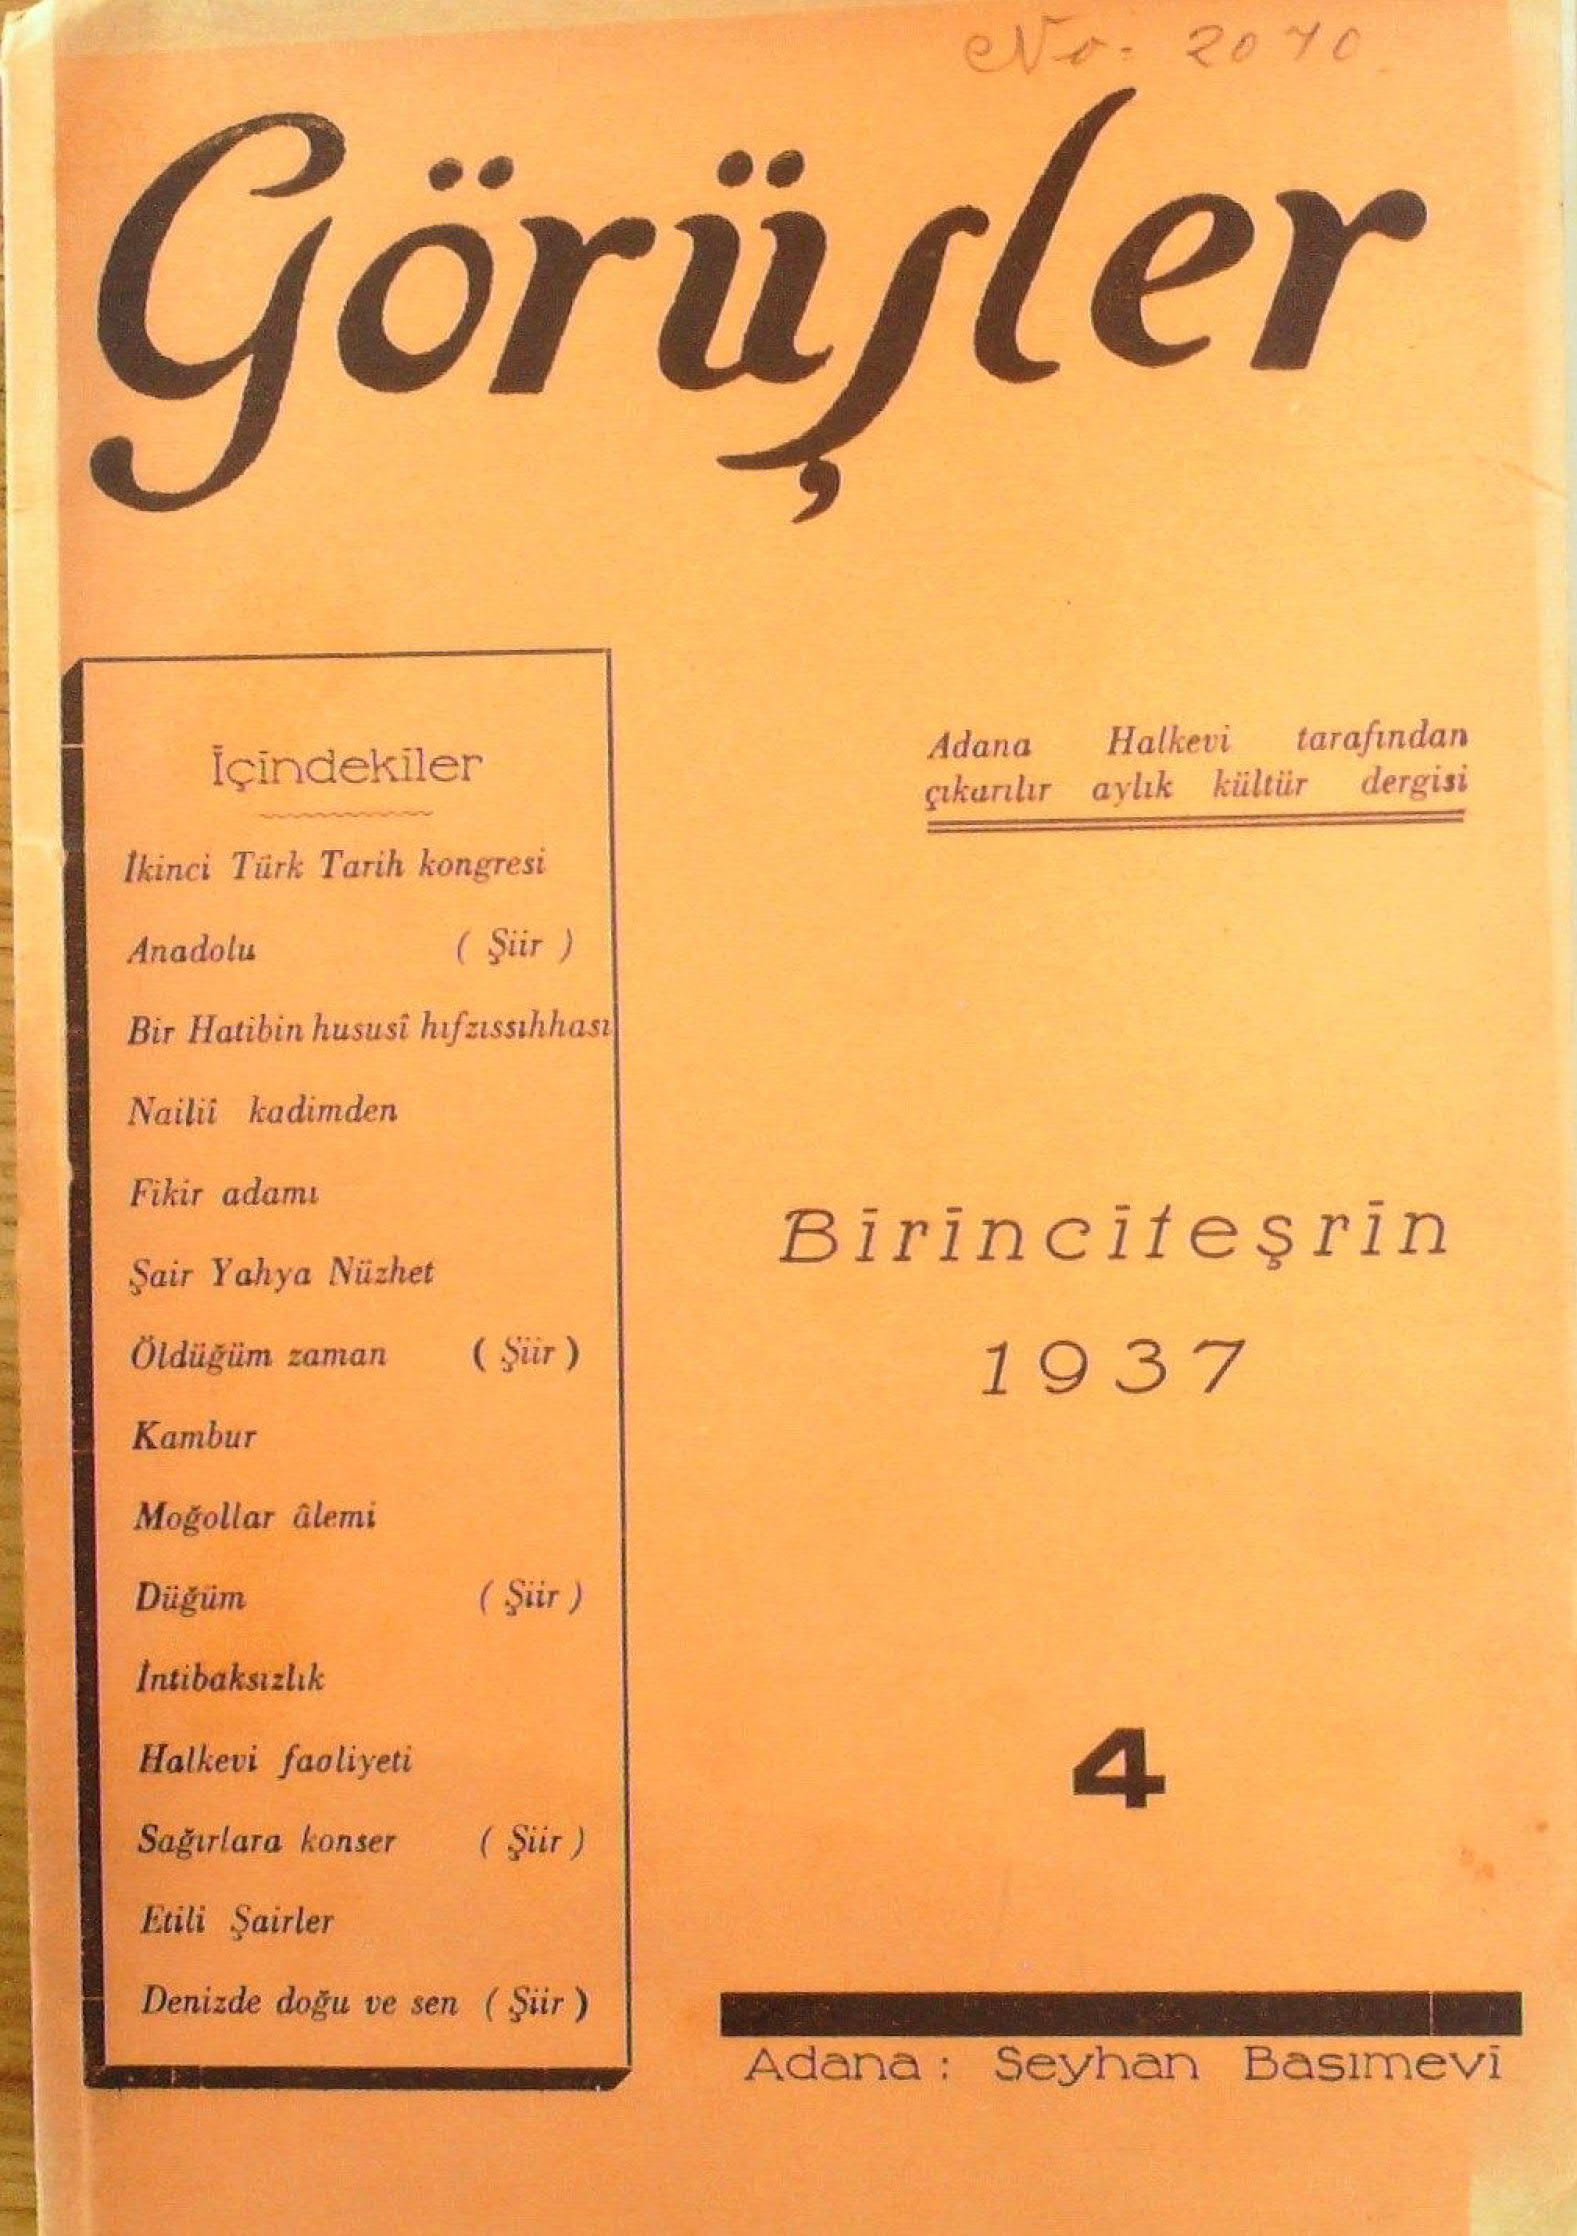 No: 2070
Görüşler
Adana Halkevi tarafından
çıkarılır aylık kültür dergisi
İçindekiler
İkinci Türk Tarih kongresi
Anadolu ( Şiir )
Bir Hatibin hususî hıfzıssıhhası
Nailiî kadimden
Fikir adamı
Şair Yahya Nüzhet
Öldüğüm zaman ( Şiir )
Kambur
Moğollar âlemi
Düğüm ( Şiir )
İntibaksızlık
Halkevi faaliyeti
Sağırlara konser ( Şiir )
Etili Şairler
Denizde doğu ve sen ( Şiir )
Birinciteşrin
1937
4
Adana : Seyhan Basımevi